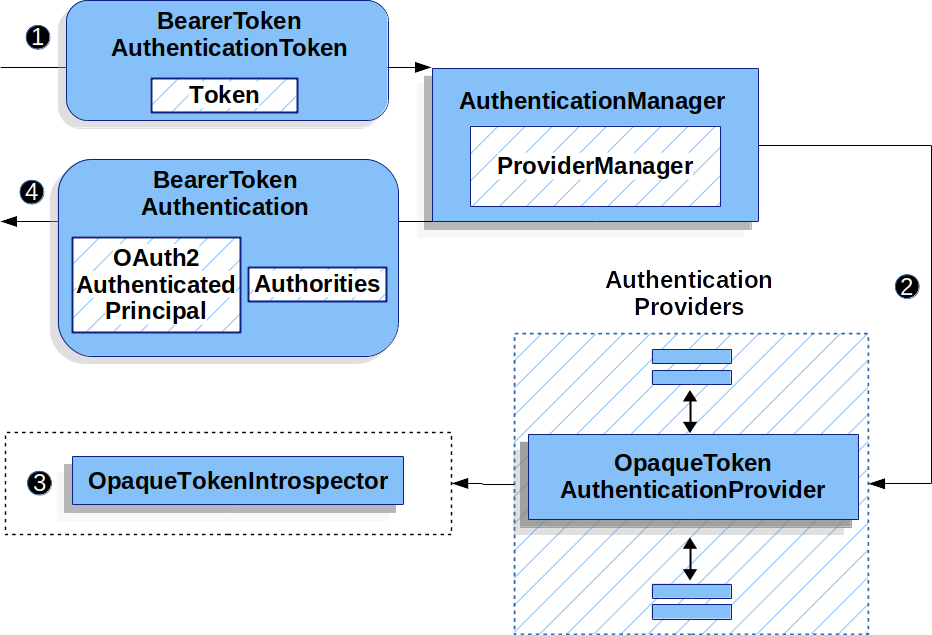 1
BearerToken
AuthenticationToken
Token
AuthenticationManager
ProviderManager
4
BearerToken
Authentication
OAuth2
Authenticated
Principal
Authorities
2
Authentication
Providers
OpaqueToken
AuthenticationProvider
3
OpaqueTokenIntrospector